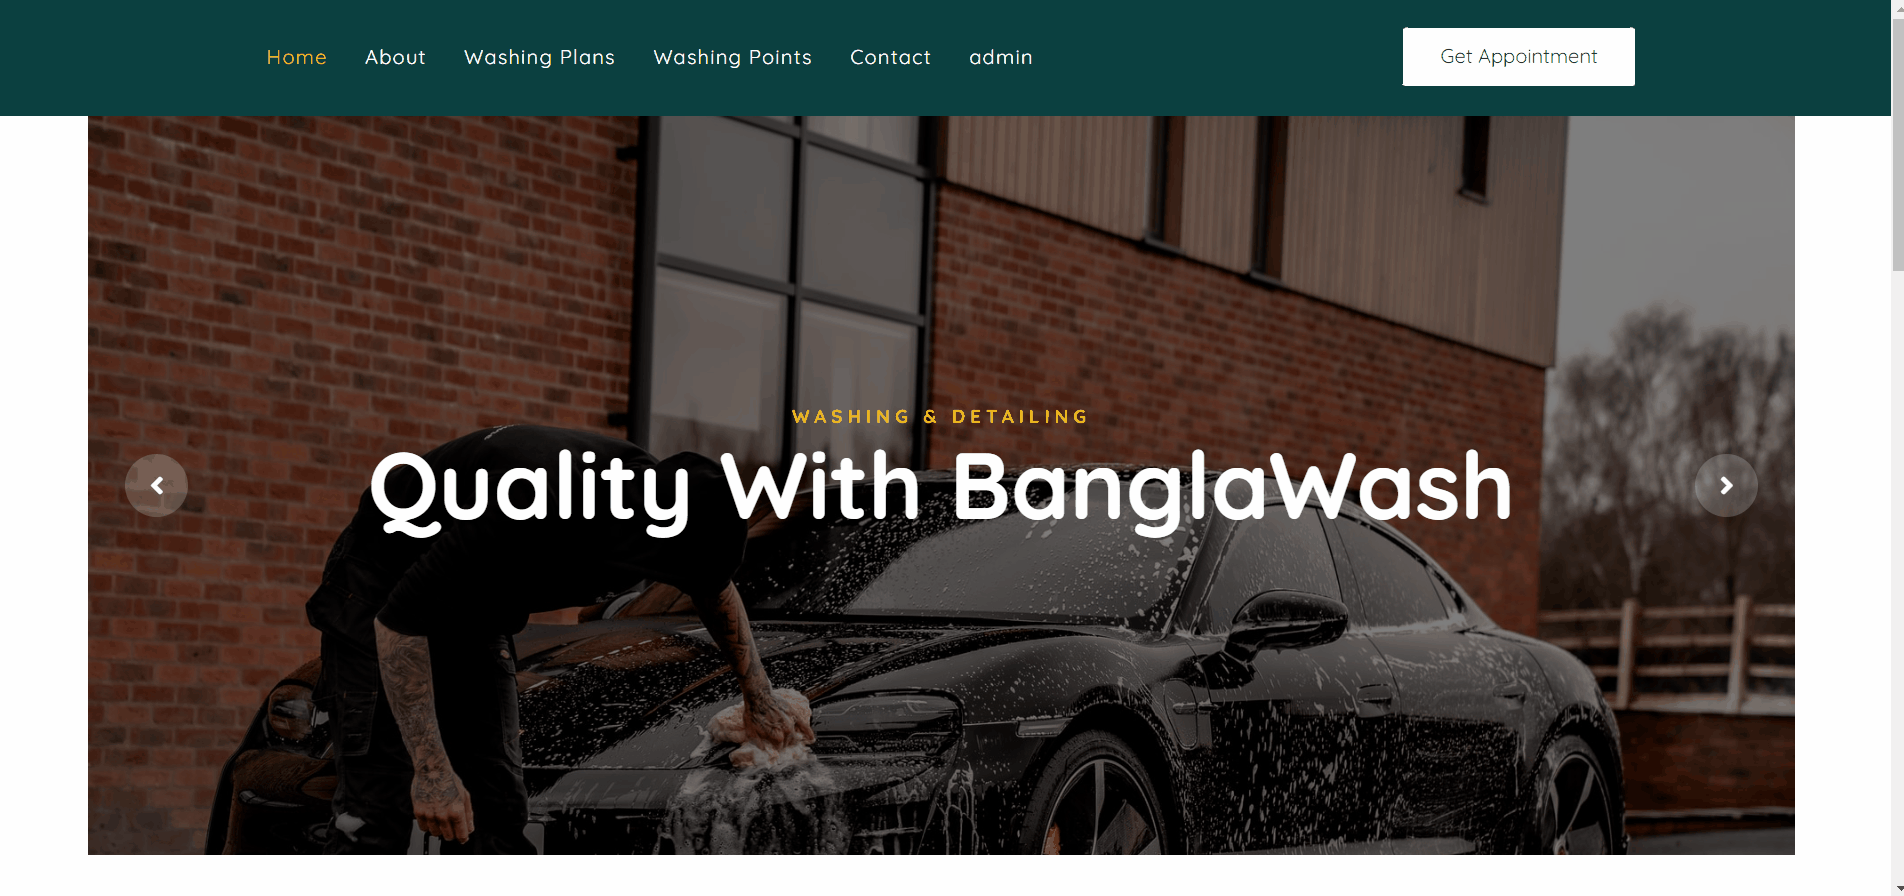 Home About Washing Plans Washing Points Contact admin Get Appointment
WASHING & DETAILING
Quality With BanglaWash